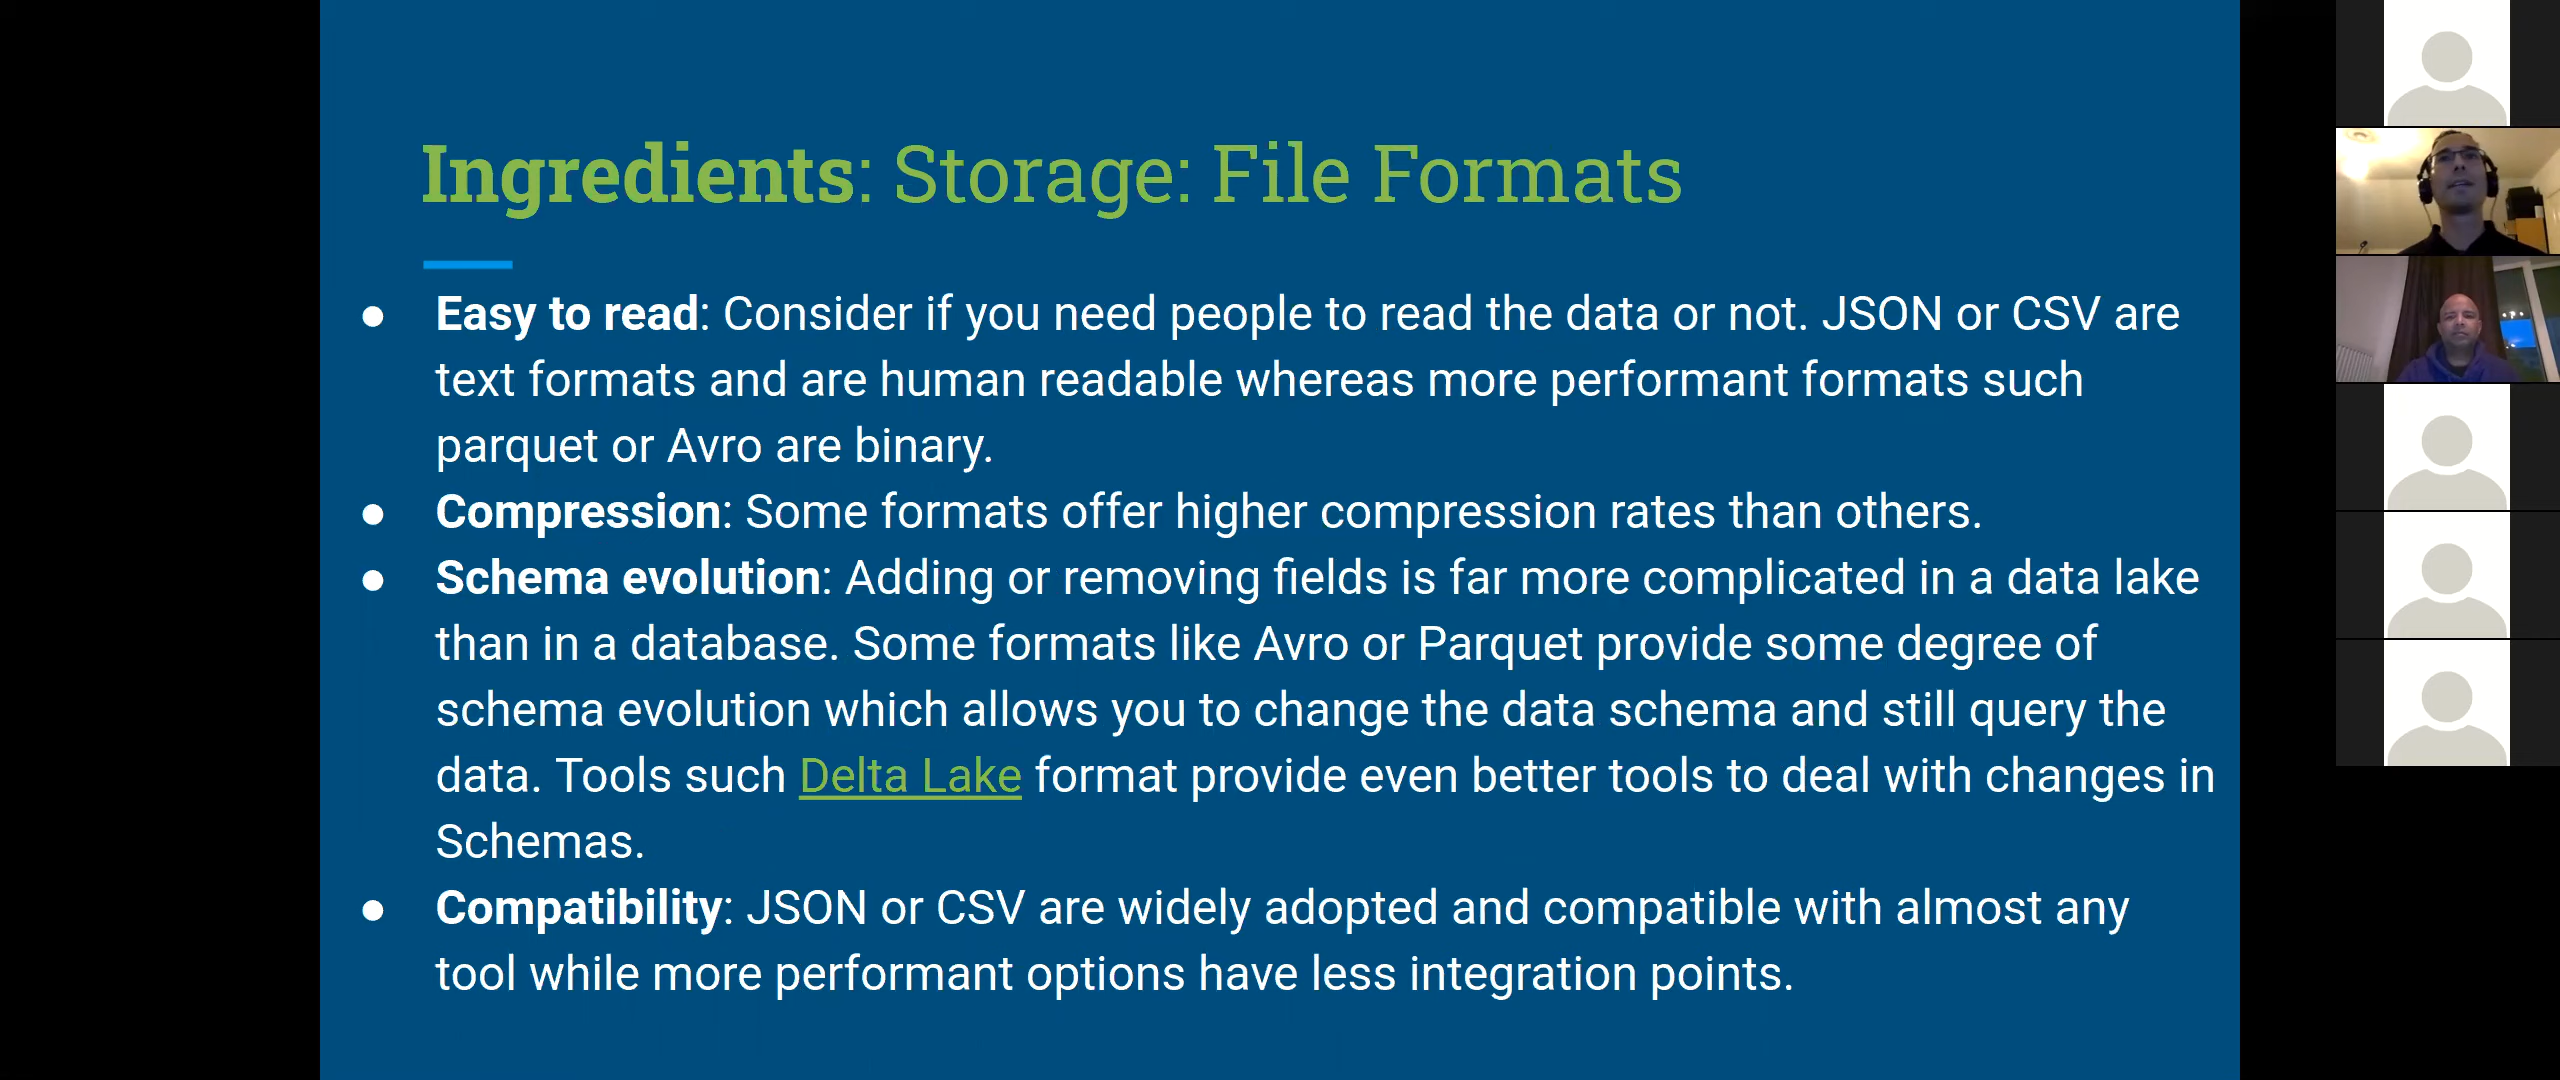 Ingredients: Storage: File Formats
● Easy to read: Consider if you need people to read the data or not. JSON or CSV are
text formats and are human readable whereas more performant formats such
parquet or Avro are binary.
● Compression: Some formats offer higher compression rates than others.
● Schema evolution: Adding or removing fields is far more complicated in a data lake
than in a database. Some formats like Avro or Parquet provide some degree of
schema evolution which allows you to change the data schema and still query the
data. Tools such Delta Lake format provide even better tools to deal with changes in
Schemas.
● Compatibility: JSON or CSV are widely adopted and compatible with almost any
tool while more performant options have less integration points.